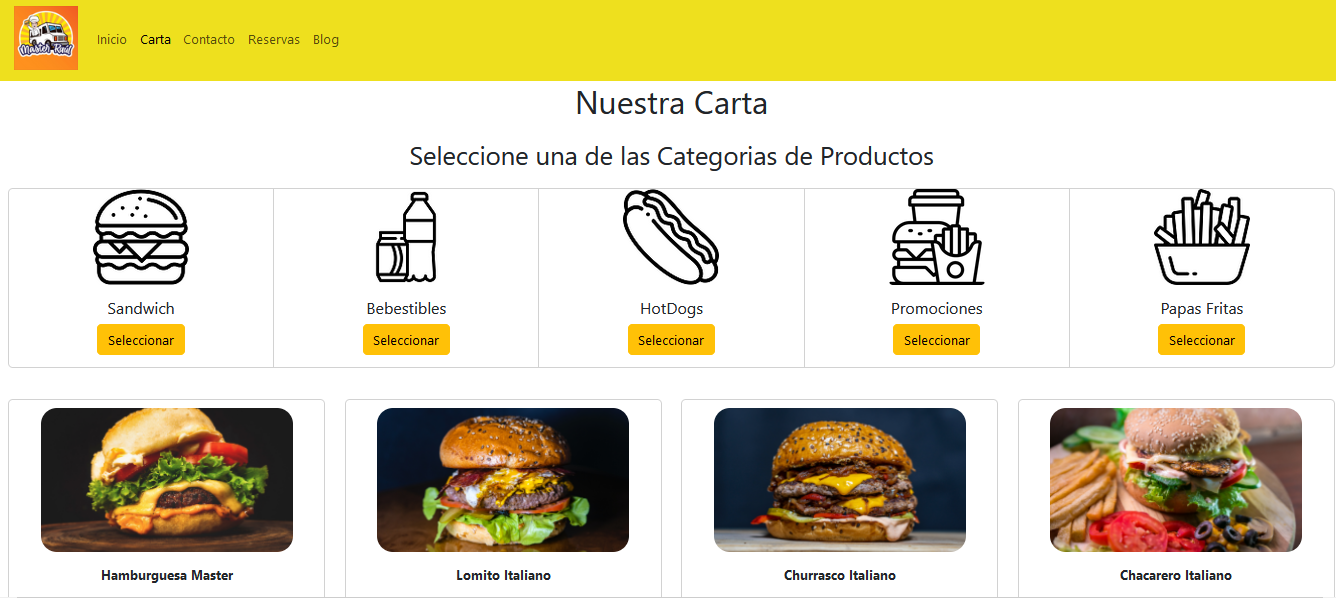 Master Food
Inicio Carta Contacto Reservas Blog
Nuestra Carta
Seleccione una de las Categorias de Productos
Sandwich Bebestibles HotDogs Promociones Papas Fritas
Seleccionar Seleccionar Seleccionar Seleccionar Seleccionar
Hamburguesa Master Lomito Italiano Churrasco Italiano Chacarero Italiano